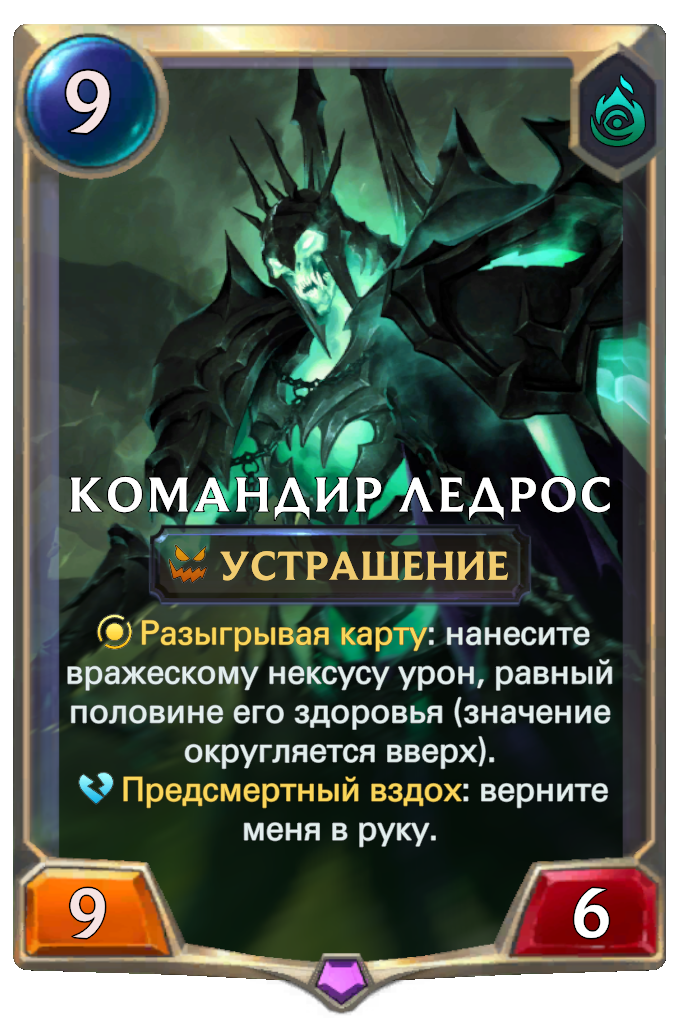 9
КОМАНДИР ЛЕДРОС
УСТРАШЕНИЕ
Разыгрывая карту: нанесите
вражескому нексусу урон, равный
половине его здоровья (значение
округляется вверх).
Предсмертный вздох: верните
меня в руку.
9
6